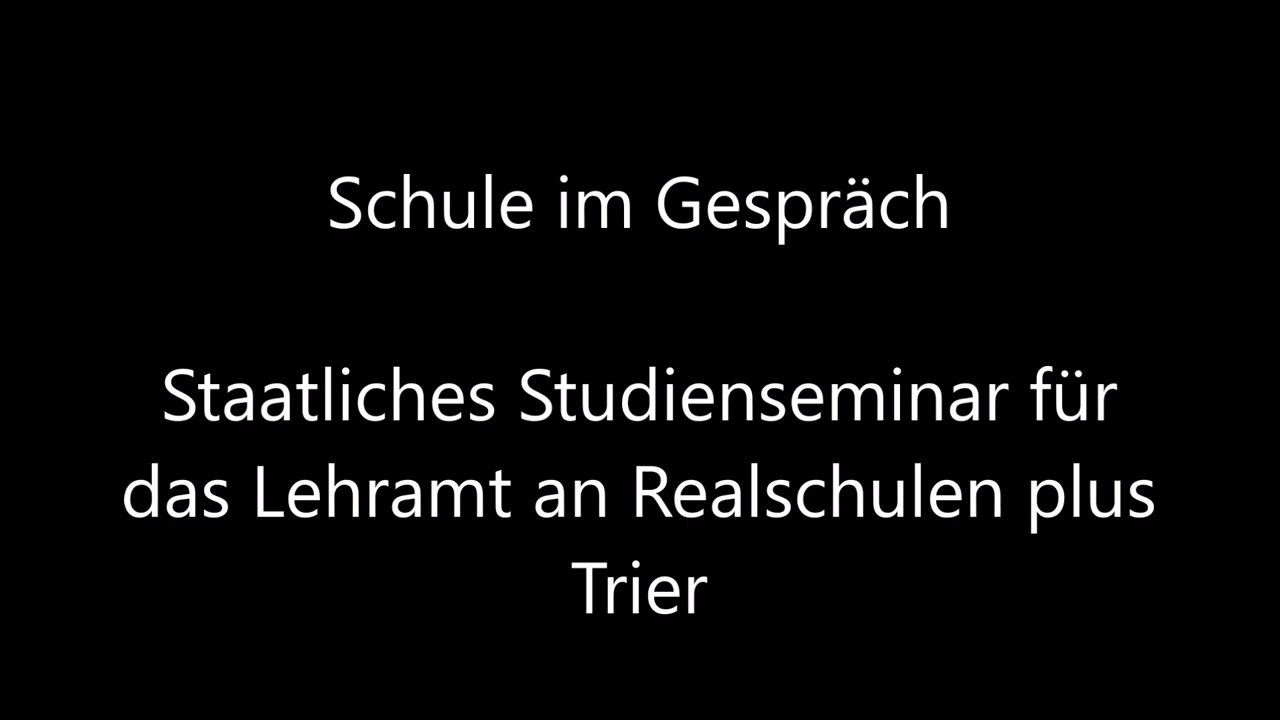 Schule im Gespräch
Staatliches Studienseminar für
das Lehramt an Realschulen plus
Trier